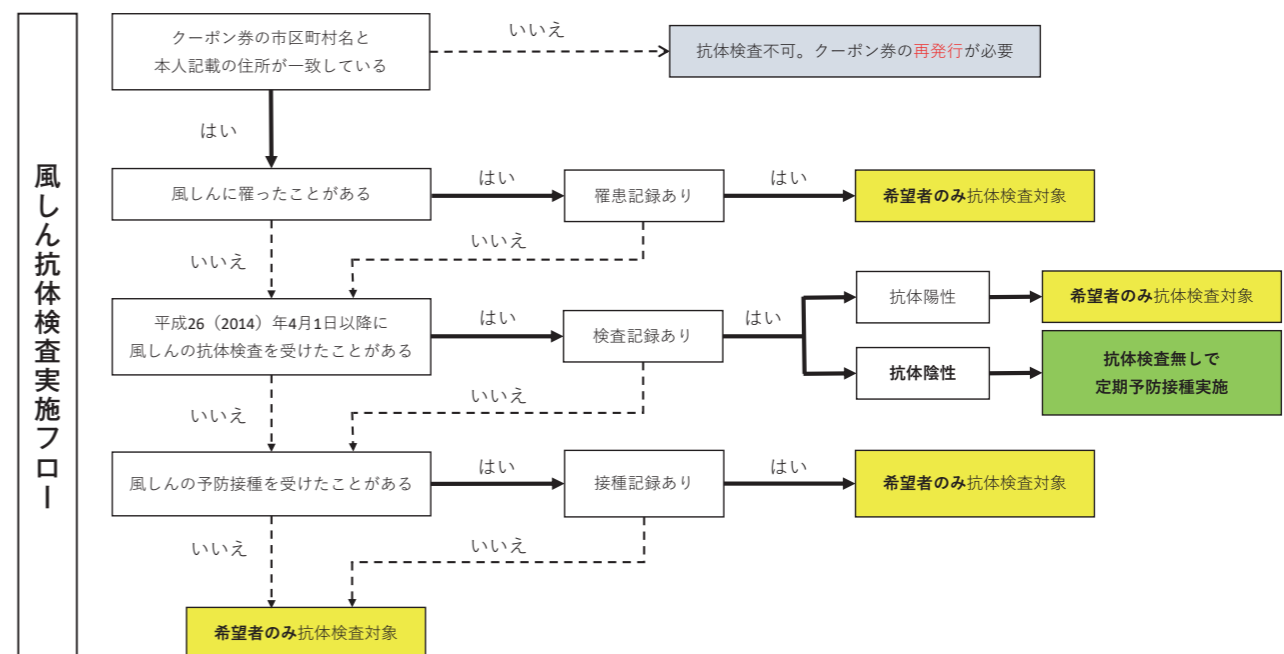 風しん抗体検査実施フロー
クーポン券の市区町村名と
本人記載の住所が一致している
いいえ
抗体検査不可。クーポン券の再発行が必要
はい
風しんに罹ったことがある
はい
罹患記録あり
はい
希望者のみ抗体検査対象
いいえ
いいえ
平成26（2014）年4月1日以降に
風しんの抗体検査を受けたことがある
はい
検査記録あり
はい
抗体陽性
希望者のみ抗体検査対象
抗体陰性
抗体検査無しで
定期予防接種実施
いいえ
いいえ
風しんの予防接種を受けたことがある
はい
接種記録あり
はい
希望者のみ抗体検査対象
いいえ
いいえ
希望者のみ抗体検査対象